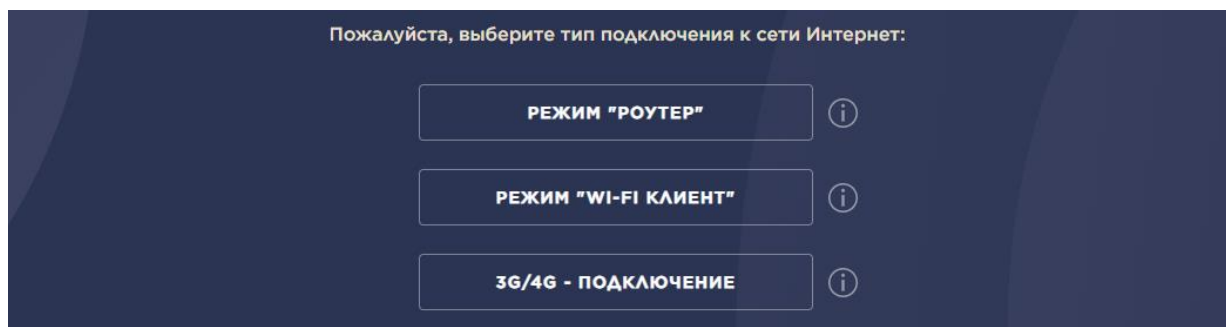 Пожалуйста, выберите тип подключения к сети Интернет:
РЕЖИМ "РОУТЕР"
РЕЖИМ "WI-FI КЛИЕНТ"
3G/4G - ПОДКЛЮЧЕНИЕ